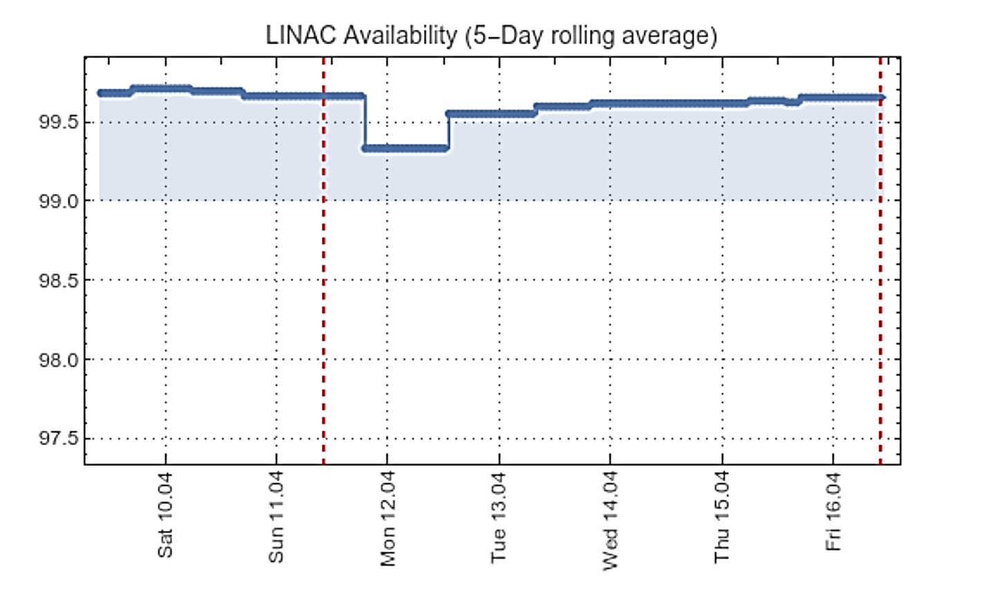 LINAC Availability (5–Day rolling average)
99.5
99.0
98.5
98.0
97.5
Sat 10.04
Sun 11.04
Mon 12.04
Tue 13.04
Wed 14.04
Thu 15.04
Fri 16.04